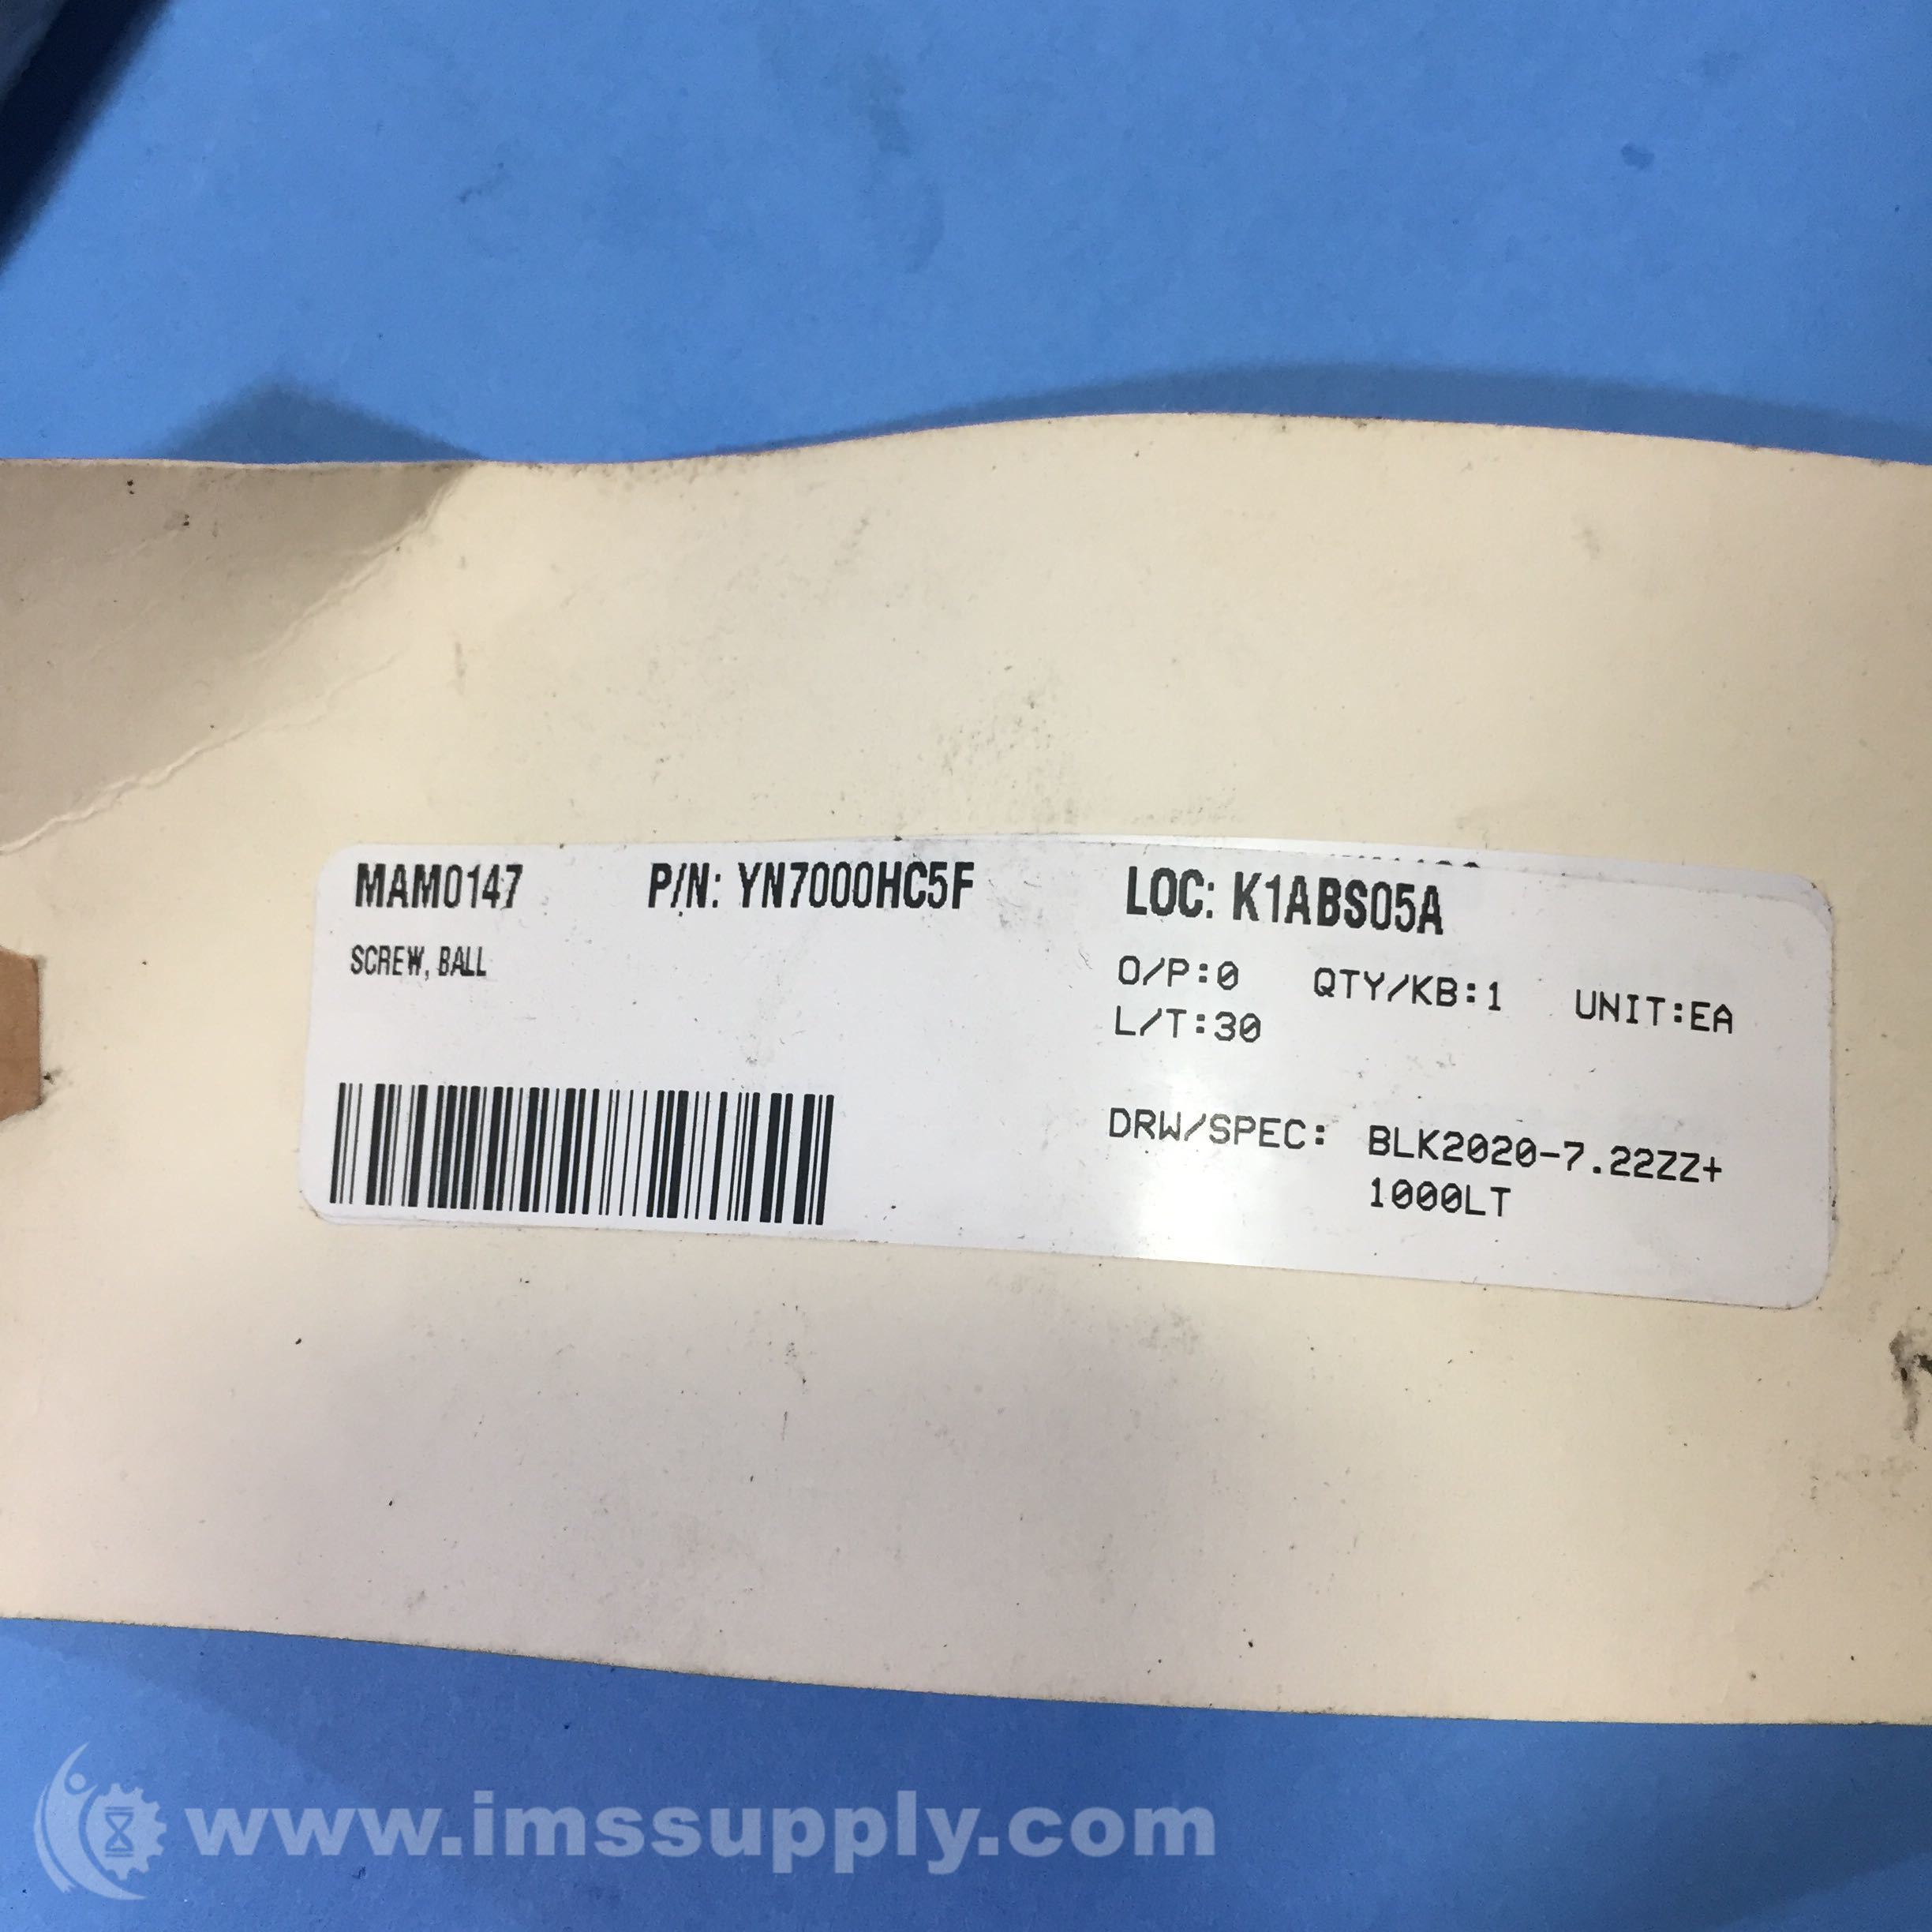 MAM0147 P/N: YN7000HC5F LOC: K1ABS05A
SCREW, BALL
O/P:0 QTY/KB:1 UNIT:EA
L/T:30
DRW/SPEC: BLK2020-7.22ZZ+
1000LT
www.imssupply.com